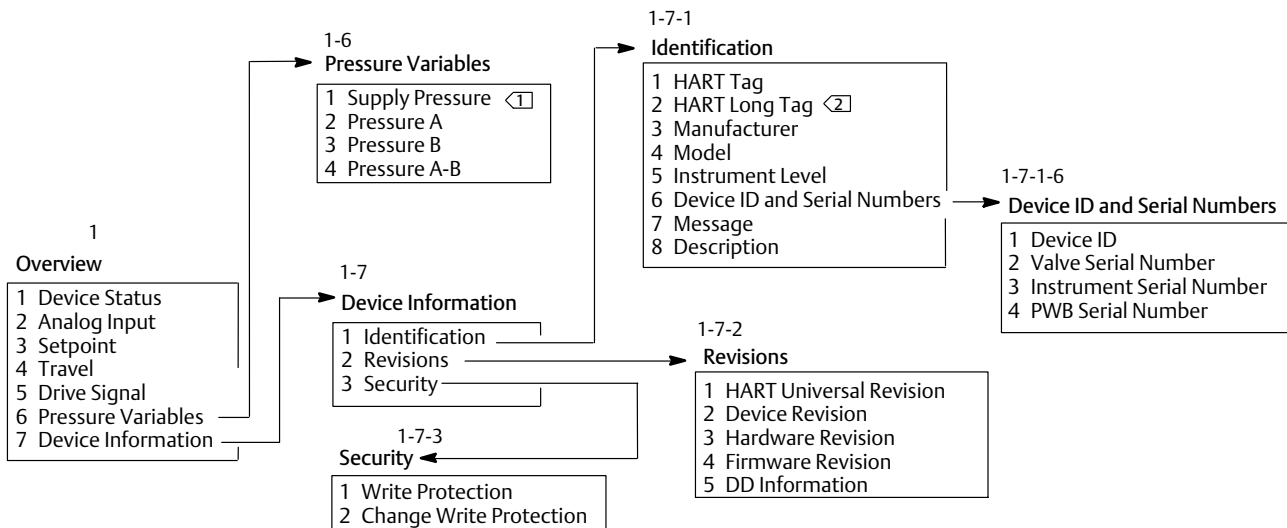 1
Overview
1 Device Status
2 Analog Input
3 Setpoint
4 Travel
5 Drive Signal
6 Pressure Variables
7 Device Information
1-6
Pressure Variables
1 Supply Pressure 1
2 Pressure A
3 Pressure B
4 Pressure A-B
1-7
Device Information
1 Identification
2 Revisions
3 Security
1-7-3
Security
1 Write Protection
2 Change Write Protection
1-7-1
Identification
1 HART Tag
2 HART Long Tag 2
3 Manufacturer
4 Model
5 Instrument Level
6 Device ID and Serial Numbers
7 Message
8 Description
1-7-2
Revisions
1 HART Universal Revision
2 Device Revision
3 Hardware Revision
4 Firmware Revision
5 DD Information
1-7-1-6
Device ID and Serial Numbers
1 Device ID
2 Valve Serial Number
3 Instrument Serial Number
4 PWB Serial Number